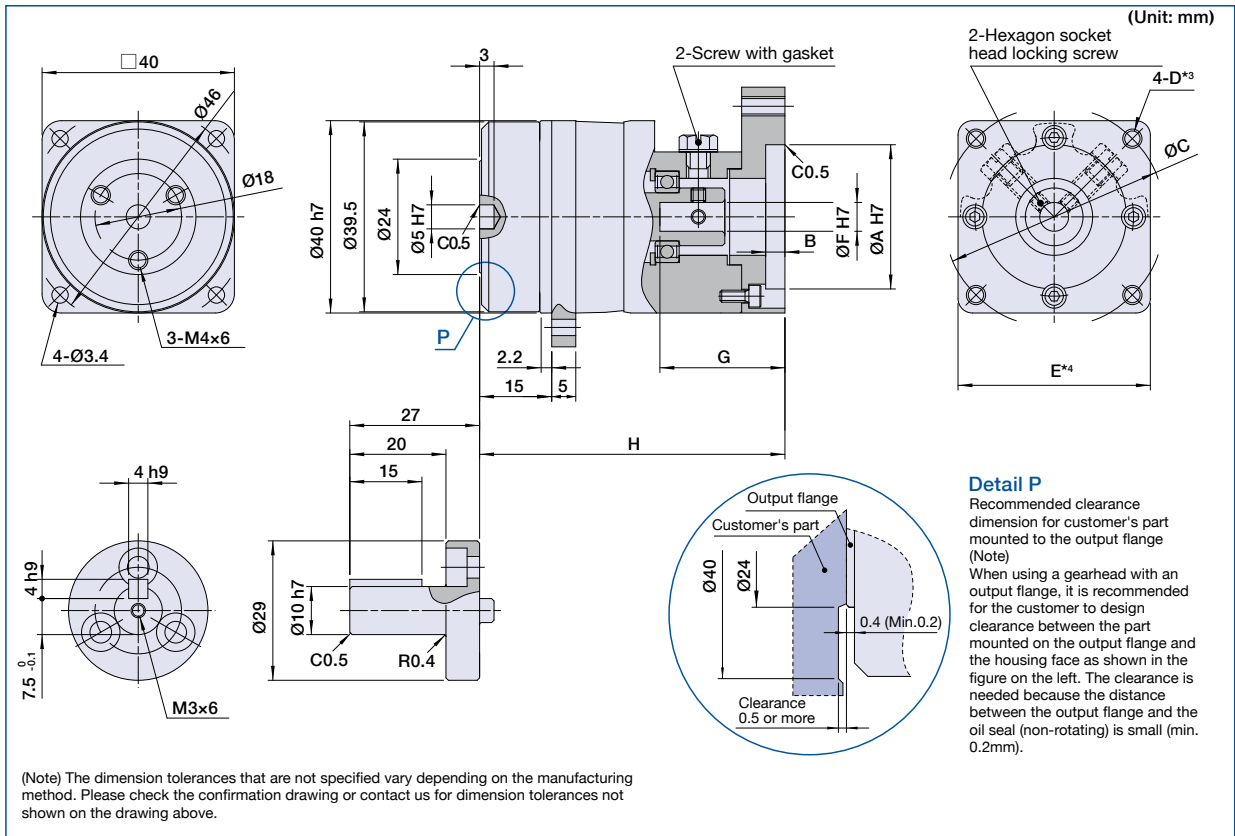 (Unit: mm)
□40
Ø46
Ø18
3-M4×6
4-Ø3.4
3
2-Screw with gasket
Ø40 h7
Ø39.5
Ø24
Ø5 H7
C0.5
P
2.2
15
5
C0.5
B
ØF H7
ØA H7
G
H
2-Hexagon socket
head locking screw
4-D*3
ØC
E*4
4 h9
4 h9
7.5 0 -0.1
M3×6
27
20
15
Ø29
Ø10 h7
C0.5
R0.4
Output flange
Customer's part
Ø40
Ø24
0.4 (Min.0.2)
Clearance
0.5 or more
Detail P
Recommended clearance
dimension for customer's part
mounted to the output flange
(Note)
When using a gearhead with an
output flange, it is recommended
for the customer to design
clearance between the part
mounted on the output flange and
the housing face as shown in the
figure on the left. The clearance is
needed because the distance
between the output flange and the
oil seal (non-rotating) is small (min.
0.2mm).
(Note) The dimension tolerances that are not specified vary depending on the manufacturing
method. Please check the confirmation drawing or contact us for dimension tolerances not
shown on the drawing above.